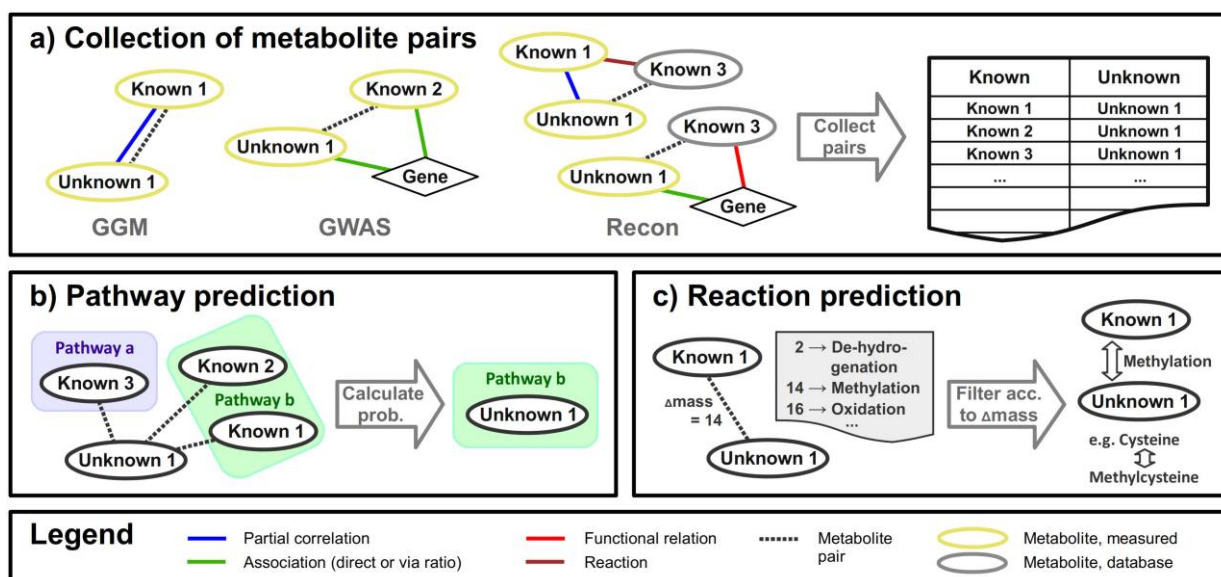 a) Collection of metabolite pairs
Known 1
Unknown 1
GGM
Known 2
Unknown 1
Gene
GWAS
Known 1
Known 3
Unknown 1
Known 3
Unknown 1
Gene
Recon
Collect
pairs
Known Unknown
Known 1 Unknown 1
Known 2 Unknown 1
Known 3 Unknown 1
... ...
b) Pathway prediction
Pathway a
Known 3
Known 2
Pathway b
Known 1
Unknown 1
Calculate
prob.
Pathway b
Unknown 1
c) Reaction prediction
Known 1
Δmass
= 14
Unknown 1
2 → De-hydro-
genation
14 → Methylation
16 → Oxidation
...
Filter acc.
to Δmass
Known 1
Methylation
Unknown 1
e.g. Cysteine
Methylcysteine
Legend
Partial correlation
Association (direct or via ratio)
Functional relation
Reaction
Metabolite
pair
Metabolite, measured
Metabolite, database